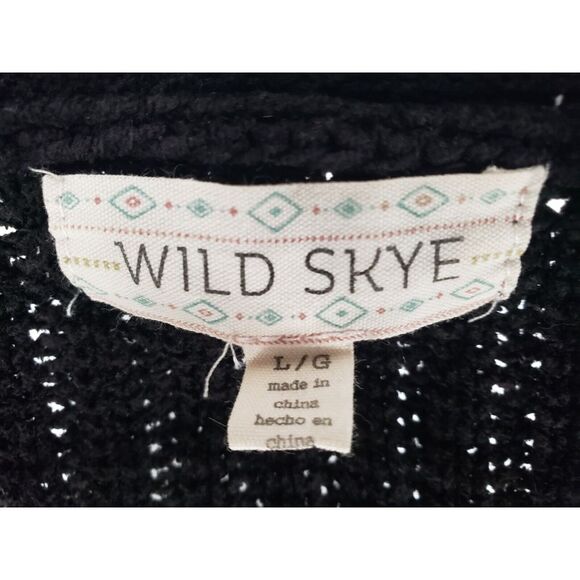 WILD SKYE
L/G
made in
china
hecho en
china